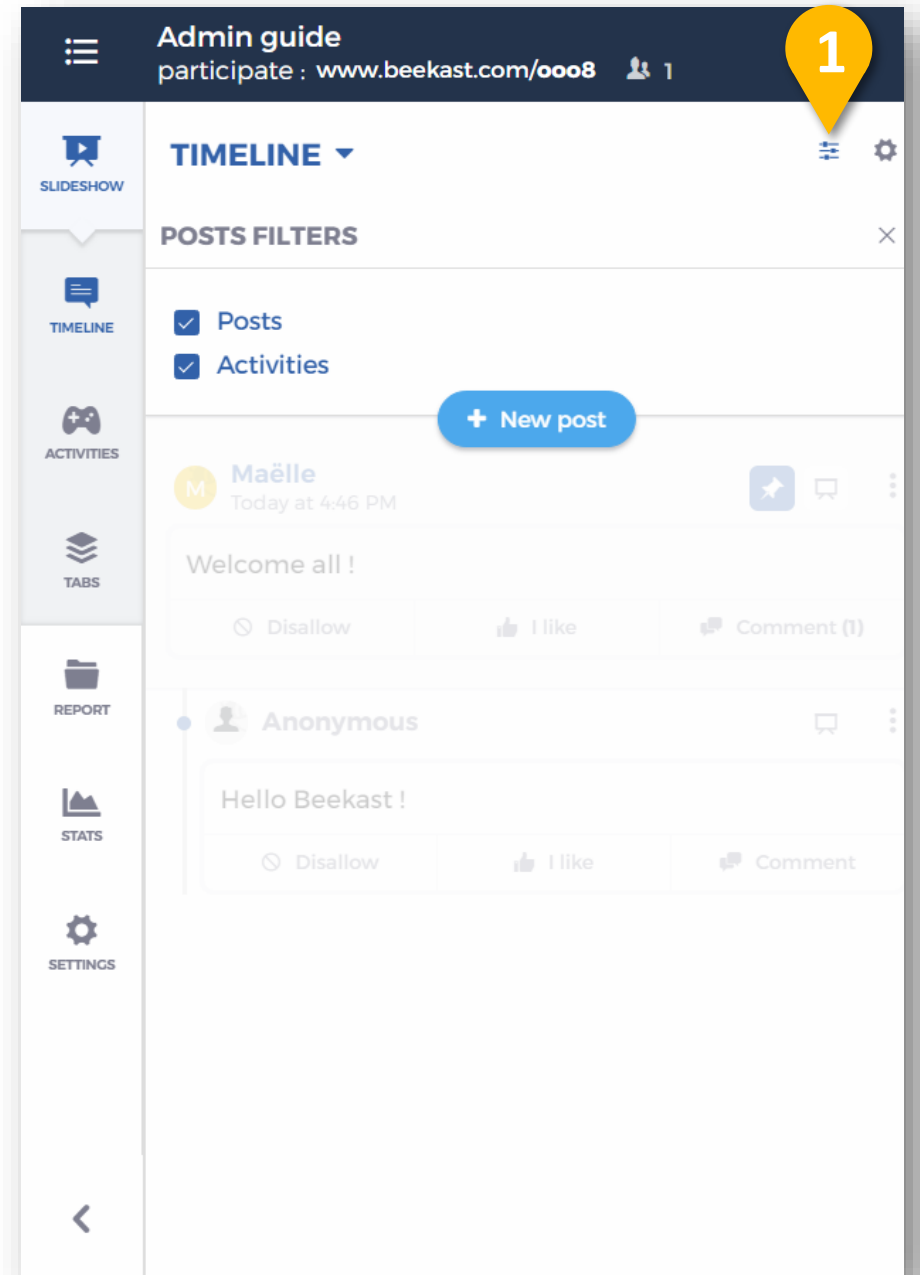 Admin guide
participate : www.beekast.com/ooo8 1
1
SLIDESHOW
TIMELINE
POSTS FILTERS
TIMELINE
Posts
Activities
ACTIVITIES
+ New post
M
Maëlle
Today at 4:46 PM
TABS
Welcome all !
Disallow I like Comment (1)
REPORT
Anonymous
Hello Beekast !
STATS
Disallow I like Comment
SETTINGS